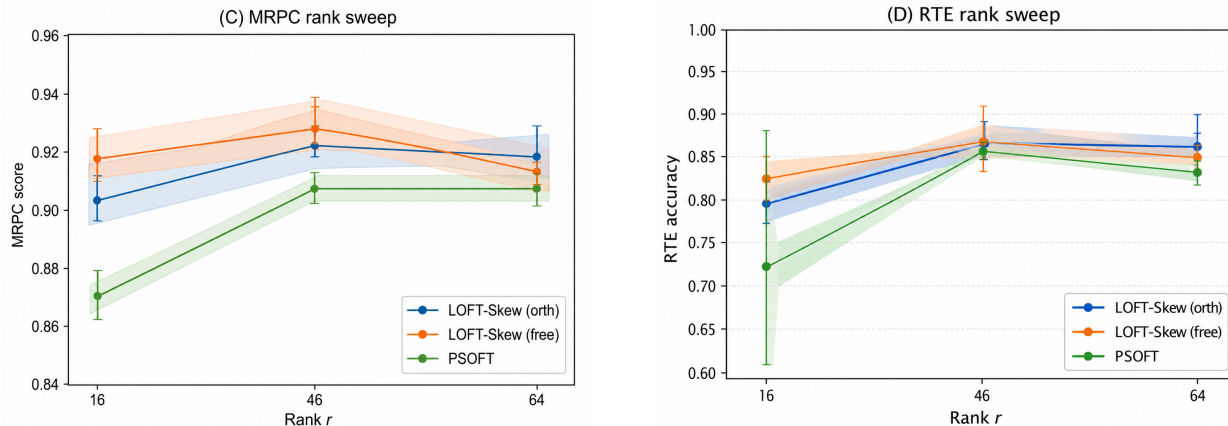 (C) MRPC rank sweep
MRPC score
0.96
0.94
0.92
0.90
0.88
0.86
0.84
LOFT-Skew (orth)
LOFT-Skew (free)
PSOFT
16
46
64
Rank r
(D) RTE rank sweep
RTE accuracy
1.00
0.95
0.90
0.85
0.80
0.75
0.70
0.65
0.60
LOFT-Skew (orth)
LOFT-Skew (free)
PSOFT
16
46
64
Rank r